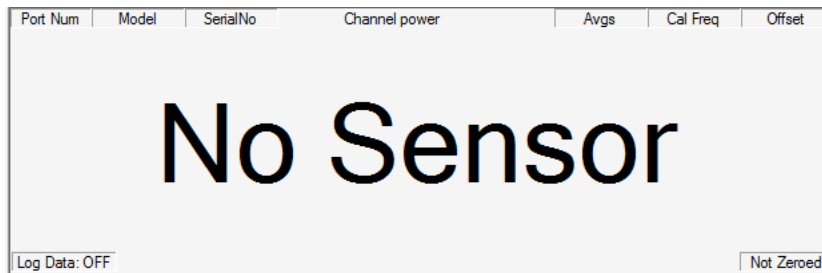 Port Num Model SerialNo Channel power Avgs Cal Freq Offset
No Sensor
Log Data: OFF Not Zeroed